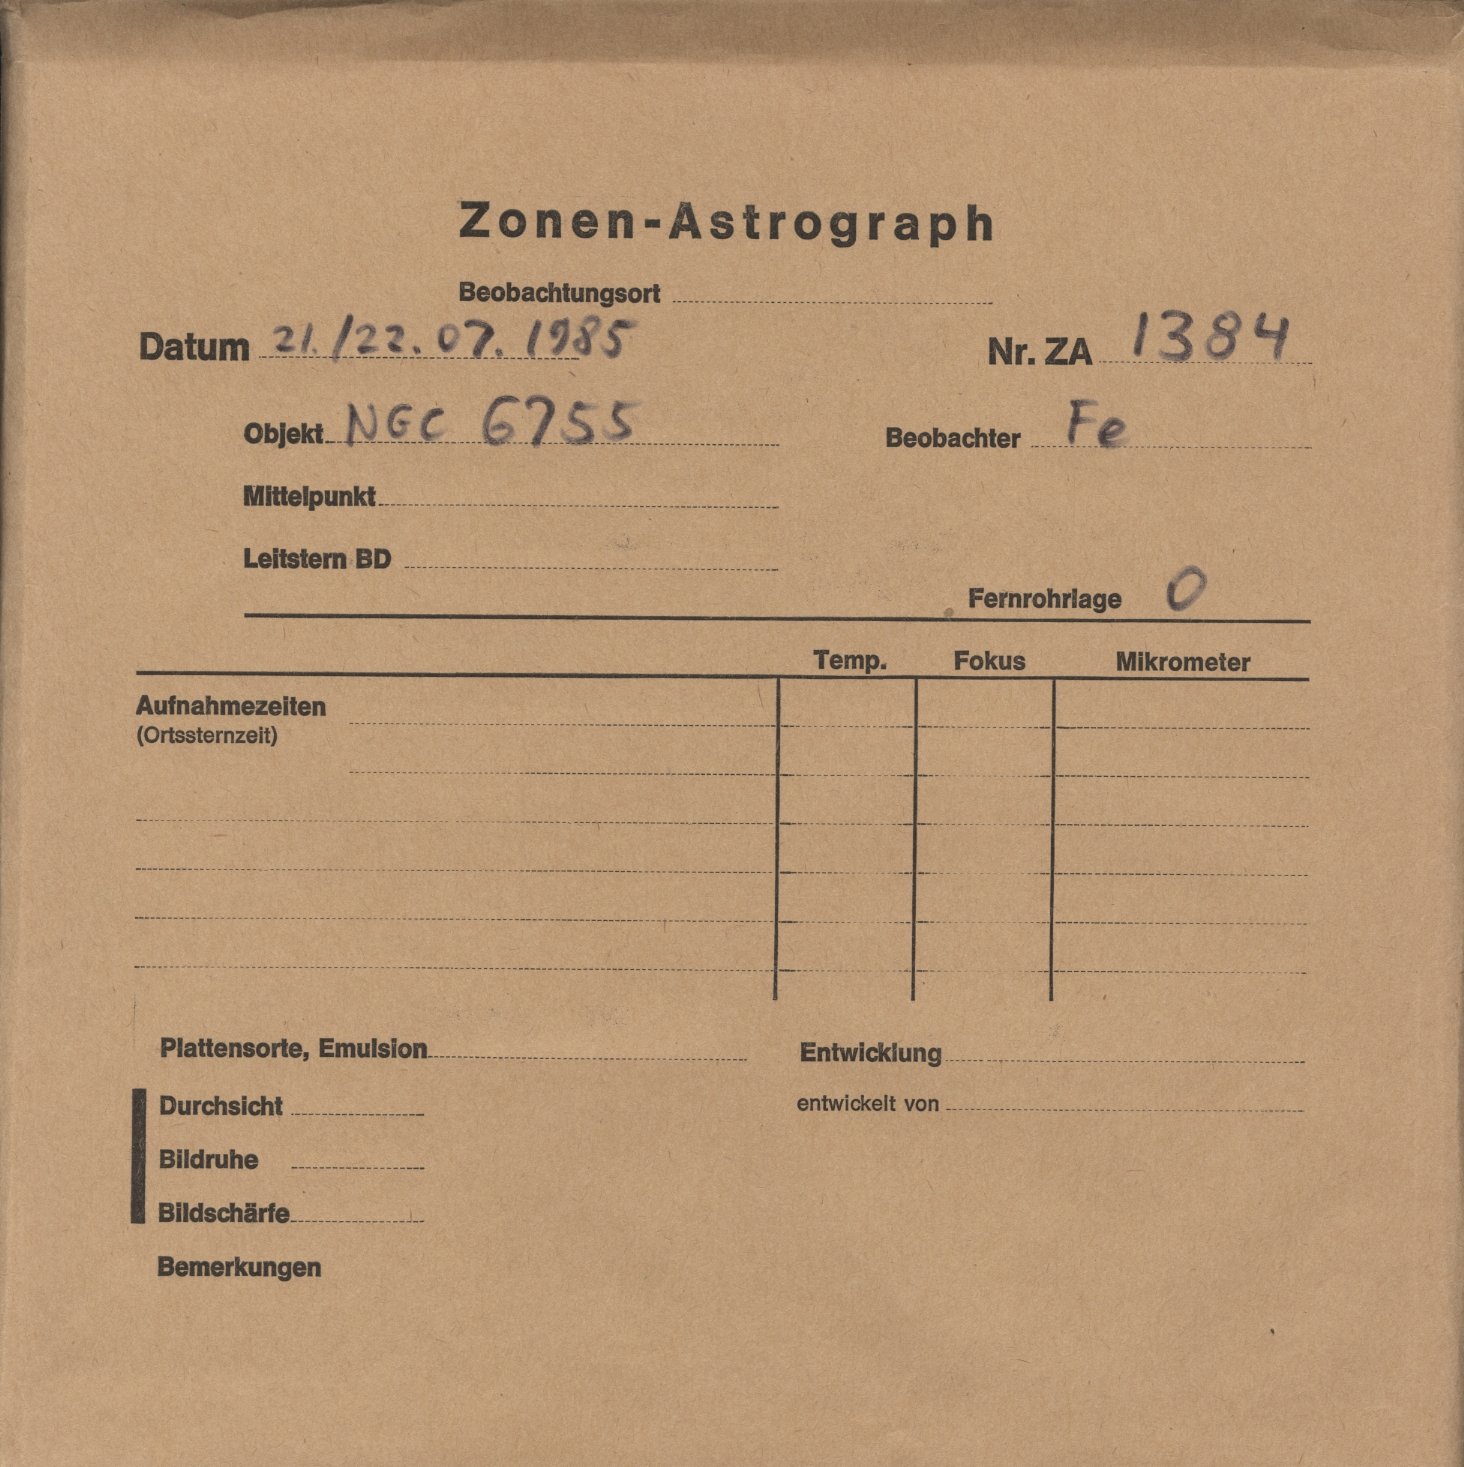 Zonen-Astrograph
Beobachtungsort
Datum 21./22.07.1985 Nr. ZA 1384
Objekt NGC 6755 Beobachter Fe
Mittelpunkt
Leitstern BD
Fernrohrlage O
Temp. Fokus Mikrometer
Aufnahmezeiten
(Ortssternzeit)
Plattensorte, Emulsion Entwicklung
Durchsicht entwickelt von
Bildruhe
Bildschärfe
Bemerkungen